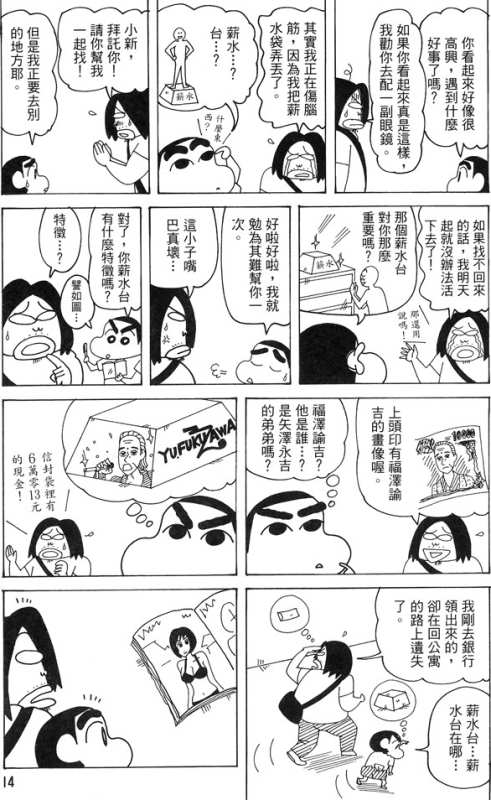 你看起來好像很
高興，遇到什麼
好事了嗎？
如果你看起來真是這樣，
我勸你去配一副眼鏡。
其實我正在傷腦
筋，因為我把薪
水袋弄丟了。
薪水…？
台…？
薪水
什麼東
西？
小新，
拜託你！
請你幫我
一起找！
但是我正要去別
的地方耶。
如果找不回來
的話，我明天
起就沒辦法活
下去了！
那還用
說嗎！
那個薪水台
對你那麼
重要嗎？
薪水
好啦好啦，我就
勉為其難幫你一
次。
這小子嘴
巴真壞…
對了，你薪水台
有什麼特徵嗎？
譬如圖…
特徵…？
上頭印有福澤諭
吉的畫像喔。
10000
福澤諭吉？
他是誰…？
是矢澤永吉
的弟弟嗎？
YUFUKUZAWA
信封袋裡有
6萬零13元
的現金！
我剛去銀行
領出來的，
卻在回公寓
的路上遺失
了。
薪水台…薪
水台在哪…
14